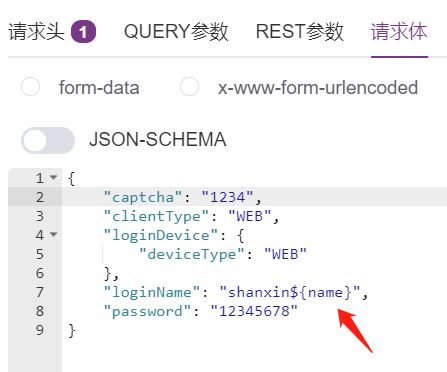 请求头 1 QUERY参数 REST参数 请求体
form-data x-www-form-urlencoded
JSON-SCHEMA
1 {
2 "captcha": "1234",
3 "clientType": "WEB",
4 "loginDevice": {
5 "deviceType": "WEB"
6 },
7 "loginName": "shanxin${name}",
8 "password": "12345678"
9 }